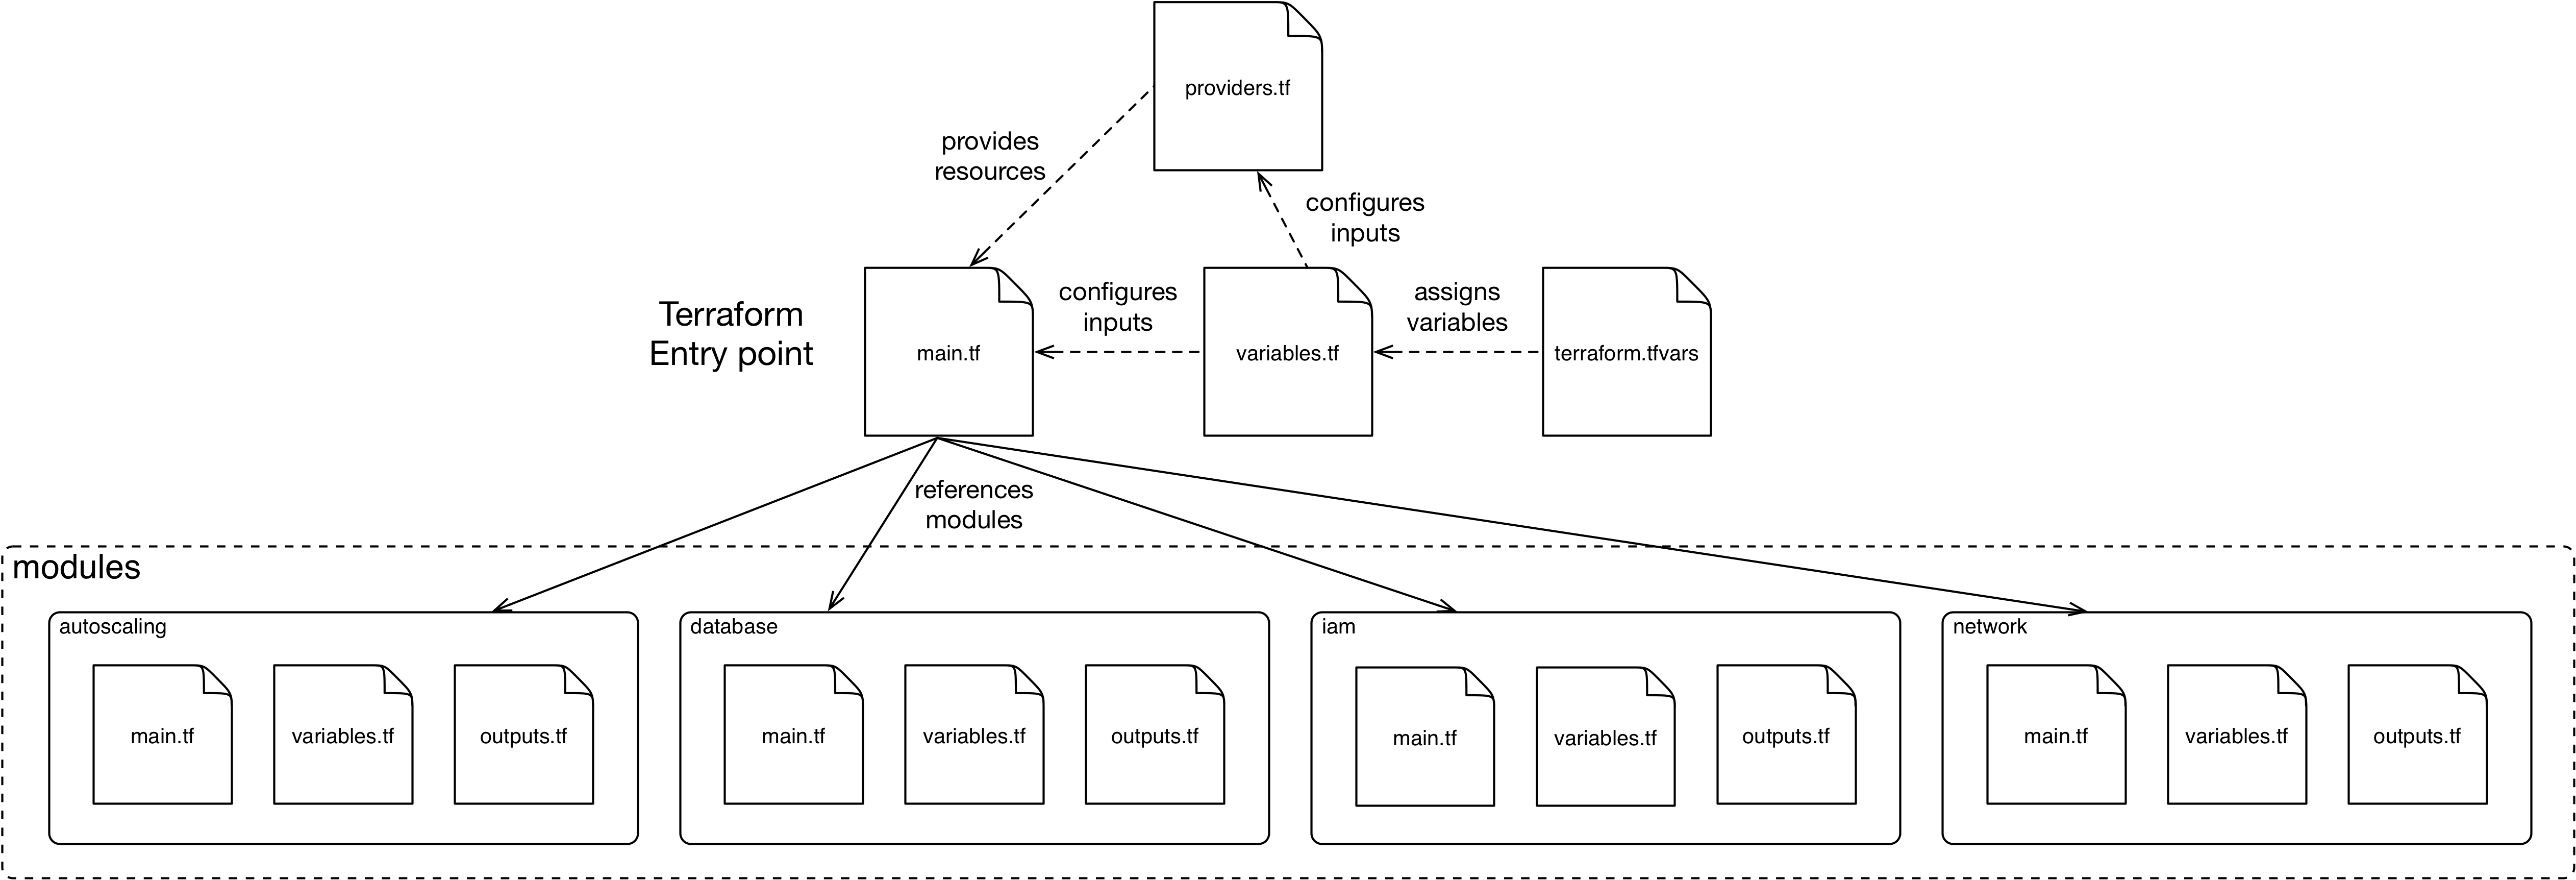 providers.tf
provides
resources
configures
inputs
Terraform
Entry point
main.tf
configures
inputs
variables.tf
assigns
variables
terraform.tfvars
references
modules
modules
autoscaling
main.tf
variables.tf
outputs.tf
database
main.tf
variables.tf
outputs.tf
iam
main.tf
variables.tf
outputs.tf
network
main.tf
variables.tf
outputs.tf